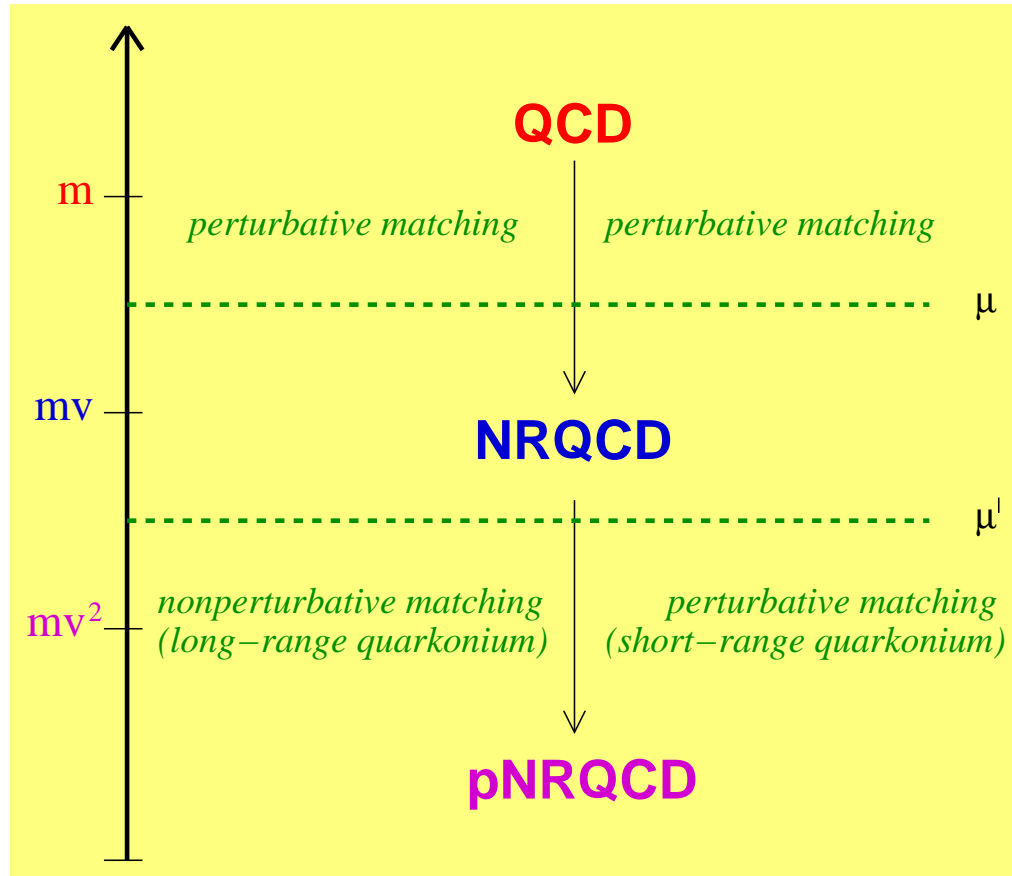 QCD
m
perturbative matching
perturbative matching
μ
mv
NRQCD
μ'
mv²
nonperturbative matching
(long−range quarkonium)
perturbative matching
(short−range quarkonium)
pNRQCD